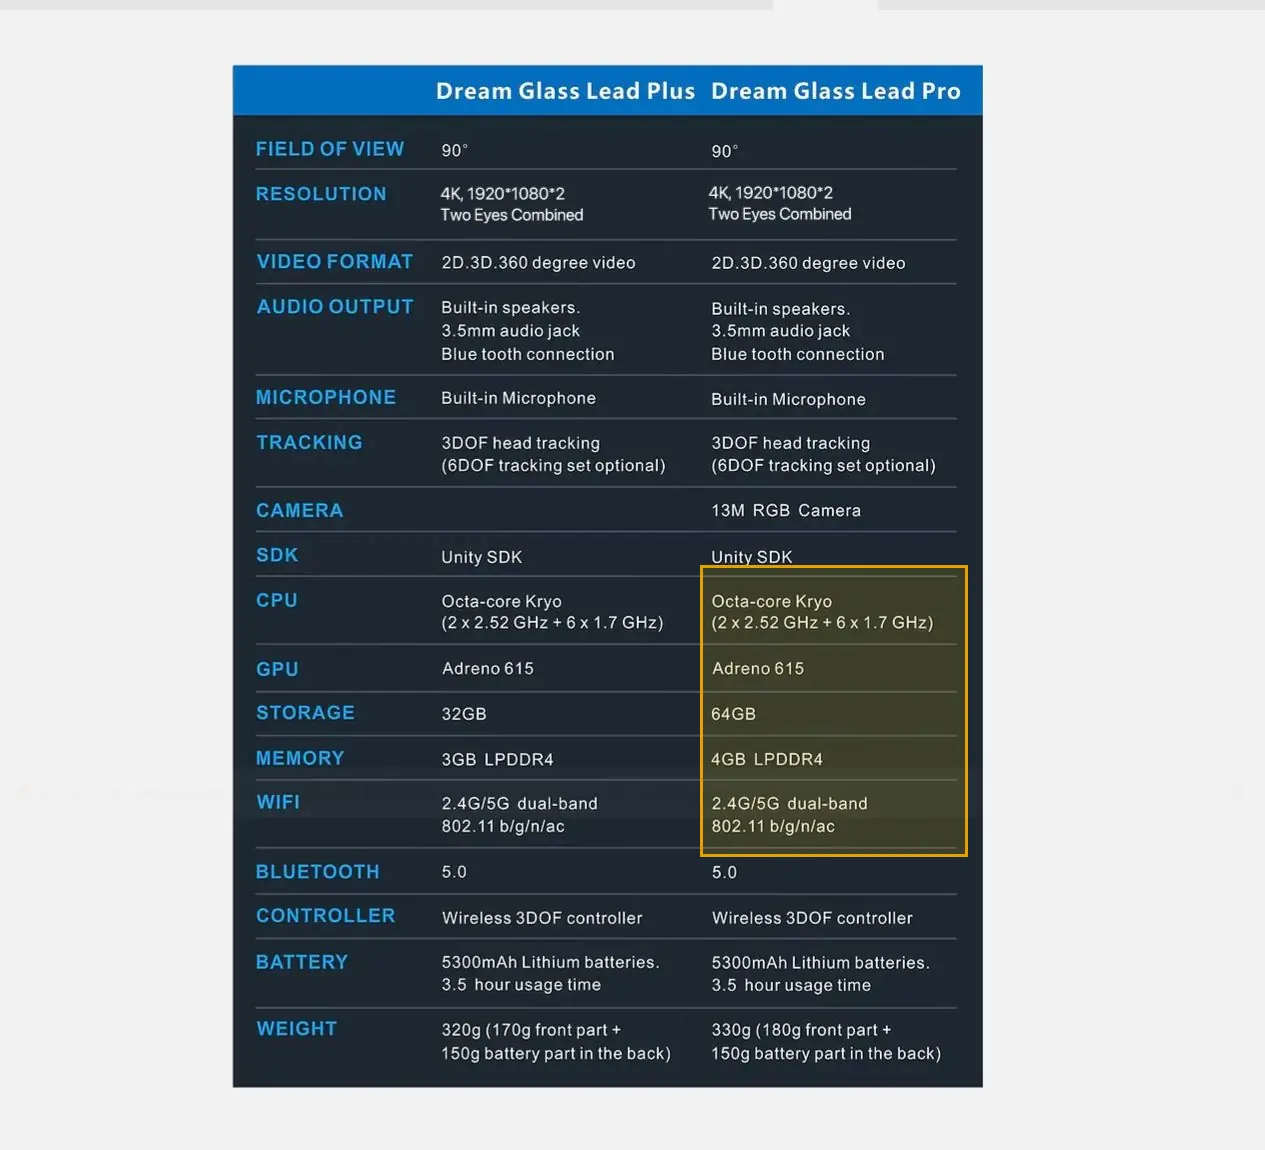 Dream Glass Lead Plus Dream Glass Lead Pro
FIELD OF VIEW 90° 90°
RESOLUTION 4K, 1920*1080*2 4K, 1920*1080*2
Two Eyes Combined Two Eyes Combined
VIDEO FORMAT 2D.3D.360 degree video 2D.3D.360 degree video
AUDIO OUTPUT Built-in speakers. Built-in speakers.
3.5mm audio jack 3.5mm audio jack
Blue tooth connection Blue tooth connection
MICROPHONE Built-in Microphone Built-in Microphone
TRACKING 3DOF head tracking 3DOF head tracking
(6DOF tracking set optional) (6DOF tracking set optional)
CAMERA 13M RGB Camera
SDK Unity SDK Unity SDK
CPU Octa-core Kryo Octa-core Kryo
(2 x 2.52 GHz + 6 x 1.7 GHz) (2 x 2.52 GHz + 6 x 1.7 GHz)
GPU Adreno 615 Adreno 615
STORAGE 32GB 64GB
MEMORY 3GB LPDDR4 4GB LPDDR4
WIFI 2.4G/5G dual-band 2.4G/5G dual-band
802.11 b/g/n/ac 802.11 b/g/n/ac
BLUETOOTH 5.0 5.0
CONTROLLER Wireless 3DOF controller Wireless 3DOF controller
BATTERY 5300mAh Lithium batteries. 5300mAh Lithium batteries.
3.5 hour usage time 3.5 hour usage time
WEIGHT 320g (170g front part + 330g (180g front part +
150g battery part in the back) 150g battery part in the back)